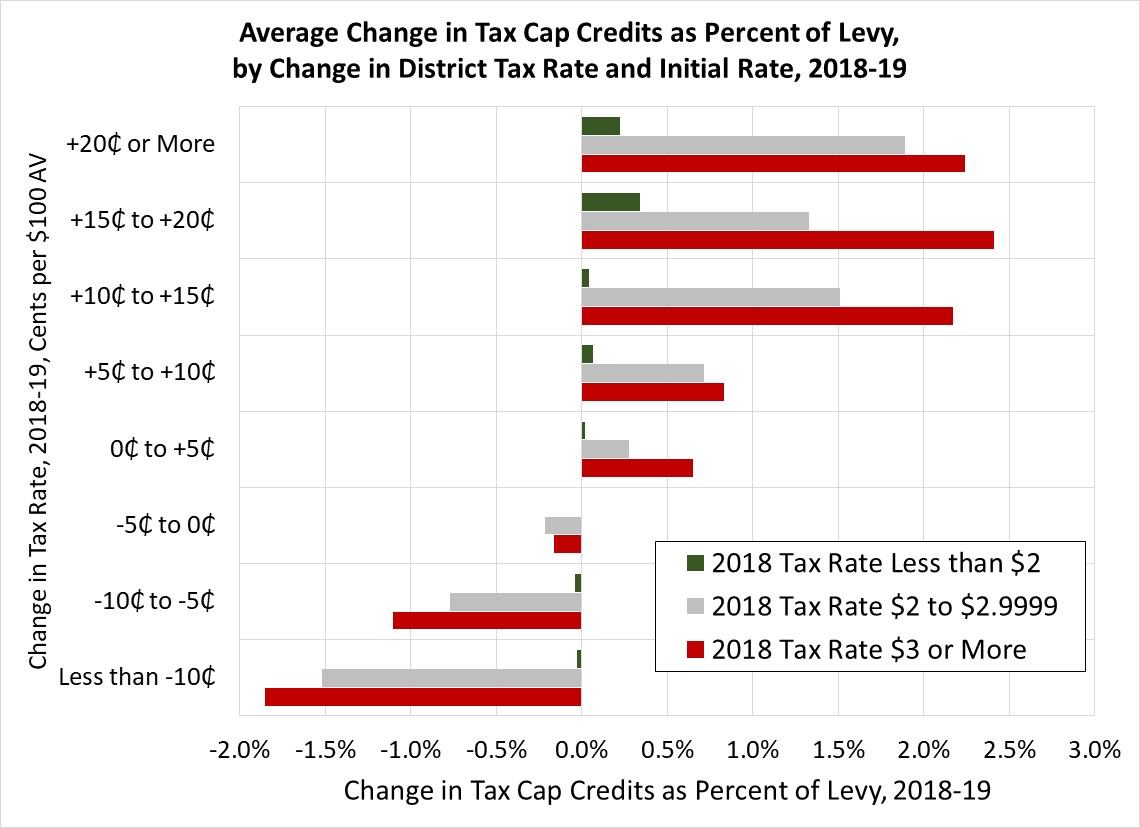 Average Change in Tax Cap Credits as Percent of Levy,
by Change in District Tax Rate and Initial Rate, 2018-19
Change in Tax Rate, 2018-19, Cents per $100 AV
+20₵ or More
+15₵ to +20₵
+10₵ to +15₵
+5₵ to +10₵
0₵ to +5₵
-5₵ to 0₵
-10₵ to -5₵
Less than -10₵
2018 Tax Rate Less than $2
2018 Tax Rate $2 to $2.9999
2018 Tax Rate $3 or More
-2.0% -1.5% -1.0% -0.5% 0.0% 0.5% 1.0% 1.5% 2.0% 2.5% 3.0%
Change in Tax Cap Credits as Percent of Levy, 2018-19